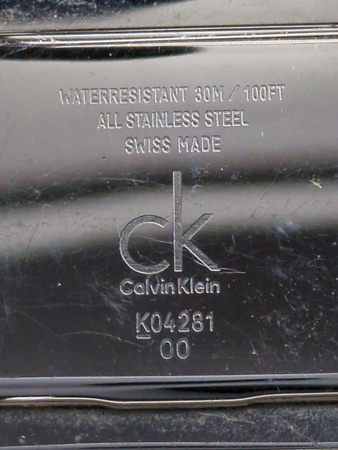 WATERRESISTANT 30M / 100FT
ALL STAINLESS STEEL
SWISS MADE
ck
Calvin Klein
K04281
00